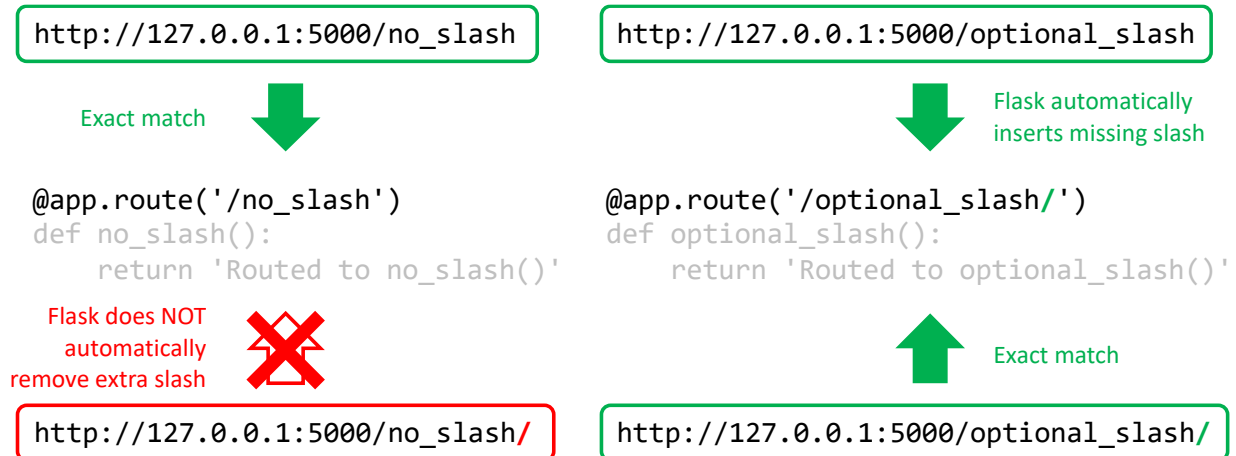 http://127.0.0.1:5000/no_slash
http://127.0.0.1:5000/optional_slash
Exact match
Flask automatically
inserts missing slash
@app.route('/no_slash')
def no_slash():
    return 'Routed to no_slash()'
@app.route('/optional_slash/')
def optional_slash():
    return 'Routed to optional_slash()'
Flask does NOT
automatically
remove extra slash
Exact match
http://127.0.0.1:5000/no_slash/
http://127.0.0.1:5000/optional_slash/